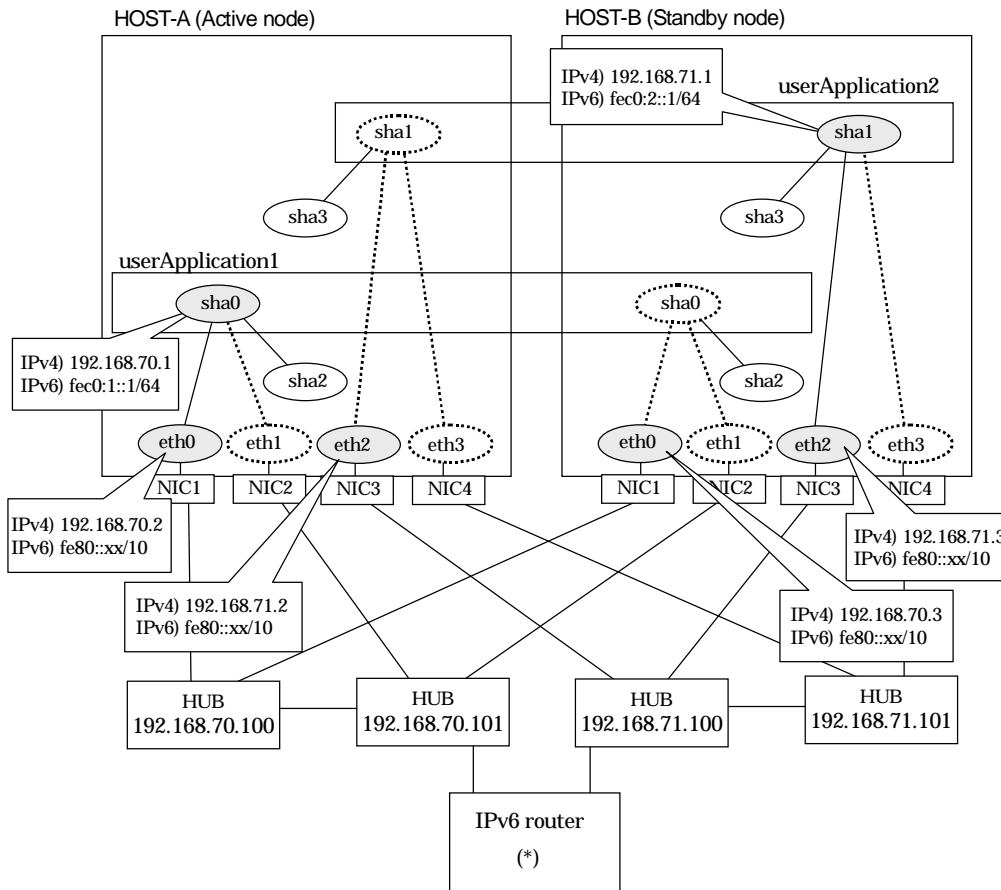 HOST-A (Active node)
HOST-B (Standby node)
IPv4) 192.168.71.1
IPv6) fec0:2::1/64
userApplication2
sha1
sha1
sha3
sha3
userApplication1
sha0
sha0
IPv4) 192.168.70.1
IPv6) fec0:1::1/64
sha2
sha2
eth0
eth1
eth2
eth3
eth0
eth1
eth2
eth3
NIC1
NIC2
NIC3
NIC4
NIC1
NIC2
NIC3
NIC4
IPv4) 192.168.70.2
IPv6) fe80::xx/10
IPv4) 192.168.71.3
IPv6) fe80::xx/10
IPv4) 192.168.71.2
IPv6) fe80::xx/10
IPv4) 192.168.70.3
IPv6) fe80::xx/10
HUB
192.168.70.100
HUB
192.168.70.101
HUB
192.168.71.100
HUB
192.168.71.101
IPv6 router
(*)